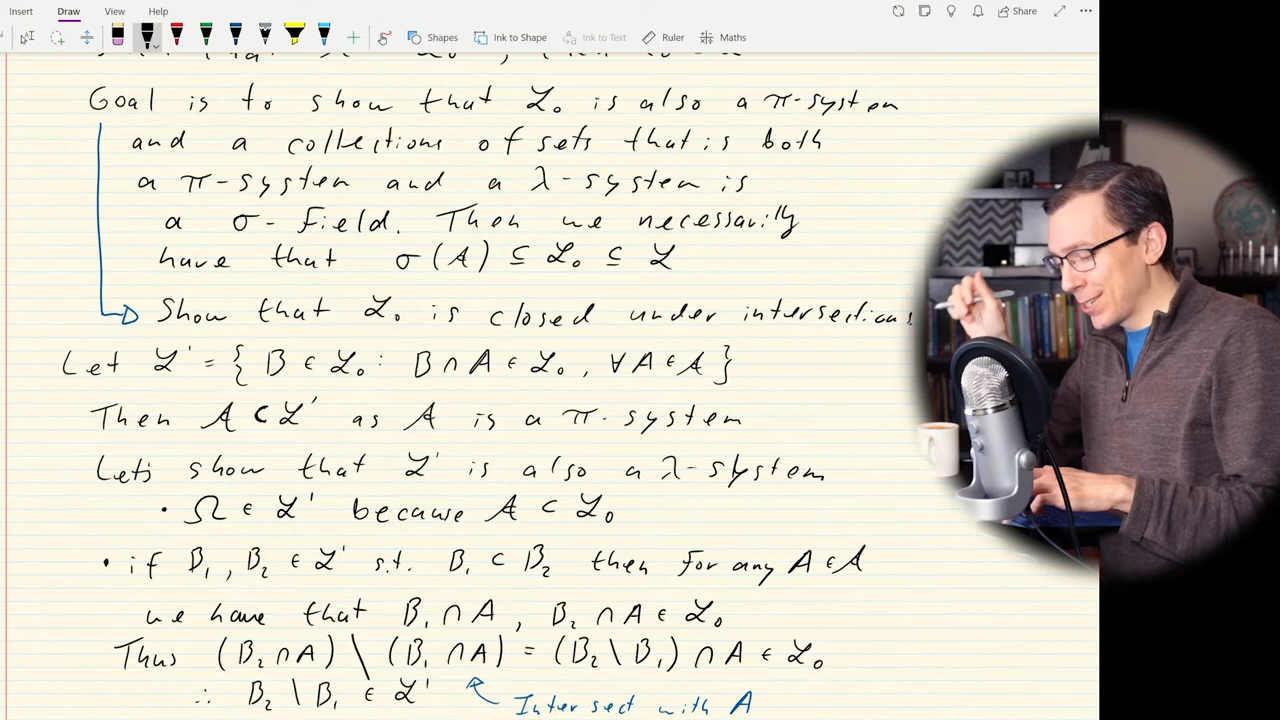 Insert Draw View Help Share
Shapes Ink to Shape Ink to Text Ruler Maths
Goal is to show that ℒ₀ is also a π-system
and a collections of sets that is both
a π-system and a λ-system is
a σ-field. Then we necessarily
have that σ(𝒜) ⊆ ℒ₀ ⊆ ℒ
Show that ℒ₀ is closed under intersections
Let ℒ' = { B ∈ ℒ₀ : B ∩ A ∈ ℒ₀, ∀ A ∈ 𝒜 }
Then 𝒜 ⊂ ℒ' as 𝒜 is a π-system
Let's show that ℒ' is also a λ-system
• Ω ∈ ℒ' because 𝒜 ⊂ ℒ₀
• if B₁, B₂ ∈ ℒ' s.t. B₁ ⊂ B₂ then for any A ∈ 𝒜
we have that B₁ ∩ A, B₂ ∩ A ∈ ℒ₀
Thus (B₂ ∩ A) \ (B₁ ∩ A) = (B₂ \ B₁) ∩ A ∈ ℒ₀
∴ B₂ \ B₁ ∈ ℒ'
Intersect with A